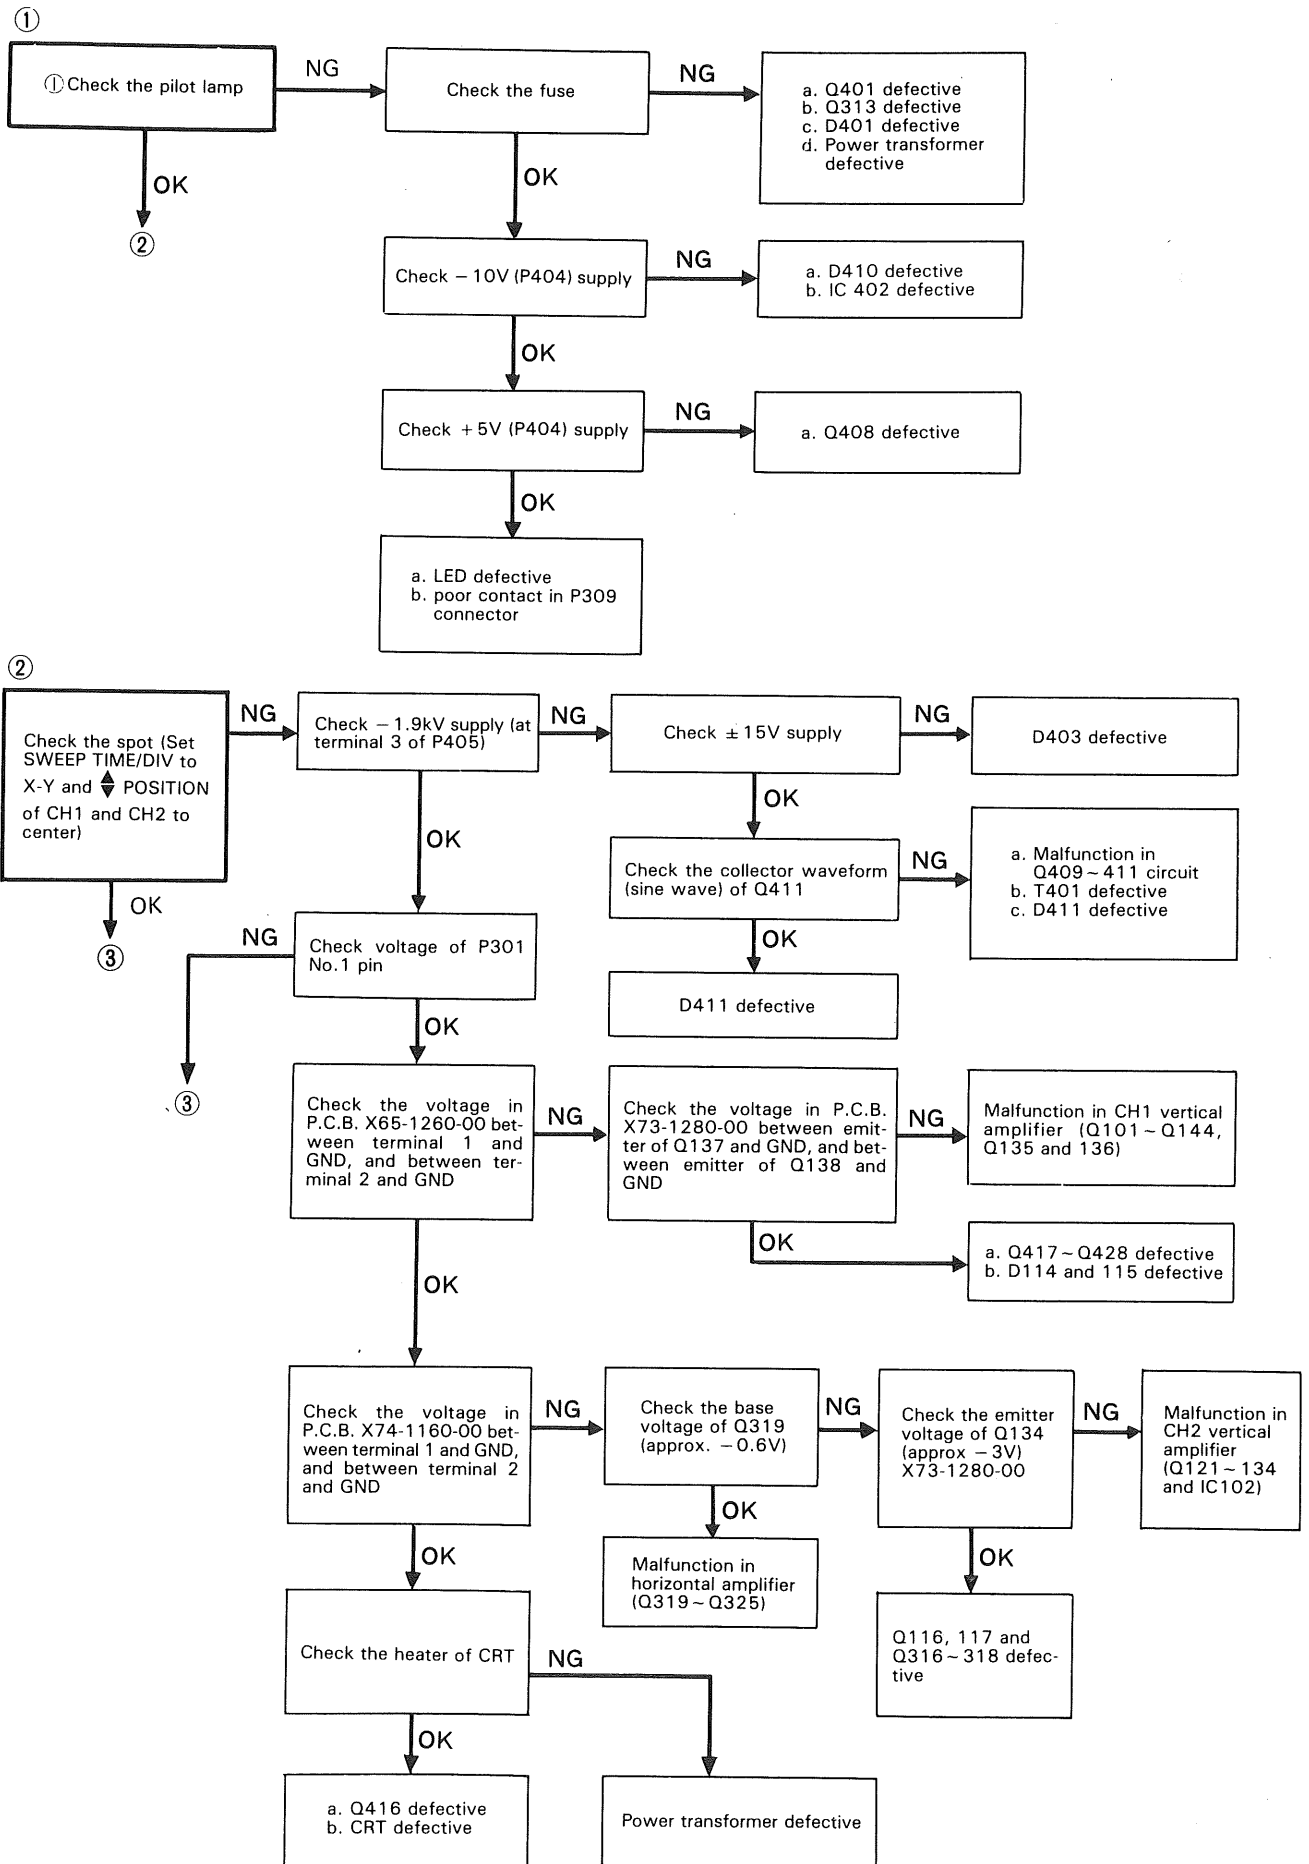 ①
① Check the pilot lamp
NG
Check the fuse
NG
a. Q401 defective
b. Q313 defective
c. D401 defective
d. Power transformer
defective
OK
②
OK
Check – 10V (P404) supply
NG
a. D410 defective
b. IC 402 defective
OK
Check + 5V (P404) supply
NG
a. Q408 defective
OK
a. LED defective
b. poor contact in P309
connector
②
Check the spot (Set
SWEEP TIME/DIV to
X-Y and ▲▼ POSITION
of CH1 and CH2 to
center)
NG
Check – 1.9kV supply (at
terminal 3 of P405)
NG
Check ± 15V supply
NG
D403 defective
OK
③
OK
OK
Check the collector waveform
(sine wave) of Q411
NG
a. Malfunction in
Q409~411 circuit
b. T401 defective
c. D411 defective
OK
D411 defective
NG
Check voltage of P301
No.1 pin
③
OK
Check the voltage in
P.C.B. X65-1260-00 bet-
ween terminal 1 and
GND, and between ter-
minal 2 and GND
NG
Check the voltage in P.C.B.
X73-1280-00 between emit-
ter of Q137 and GND, and bet-
ween emitter of Q138 and
GND
NG
Malfunction in CH1 vertical
amplifier (Q101~Q144,
Q135 and 136)
OK
a. Q417~Q428 defective
b. D114 and 115 defective
OK
Check the voltage in
P.C.B. X74-1160-00 bet-
ween terminal 1 and GND,
and between terminal 2
and GND
NG
Check the base
voltage of Q319
(approx. – 0.6V)
NG
Check the emitter
voltage of Q134
(approx – 3V)
X73-1280-00
NG
Malfunction in
CH2 vertical
amplifier
(Q121~134
and IC102)
OK
Malfunction in
horizontal amplifier
(Q319~Q325)
OK
Q116, 117 and
Q316~318 defec-
tive
OK
Check the heater of CRT
NG
OK
a. Q416 defective
b. CRT defective
Power transformer defective